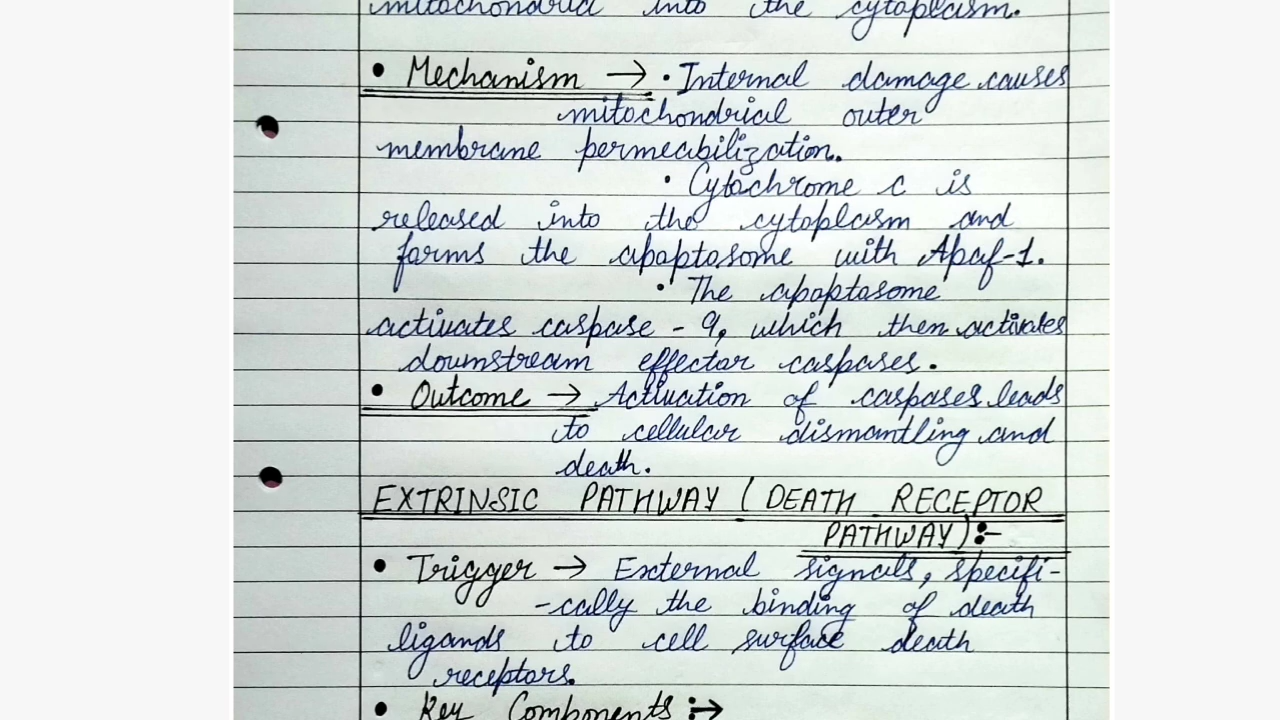 mitochondria into the cytoplasm.
• Mechanism → • Internal damage causes
mitochondrial outer
membrane permeabilization.
• Cytochrome c is
released into the cytoplasm and
forms the apoptosome with Apaf-1.
• The apoptosome
activates caspase - 9, which then activates
downstream effector caspases.
• Outcome → Activation of caspases leads
to cellular dismantling and
death.
EXTRINSIC PATHWAY ( DEATH RECEPTOR
PATHWAY) :-
• Trigger → External signals, specifi-
-cally the binding of death
ligands to cell surface death
receptors.
• Key Components :→